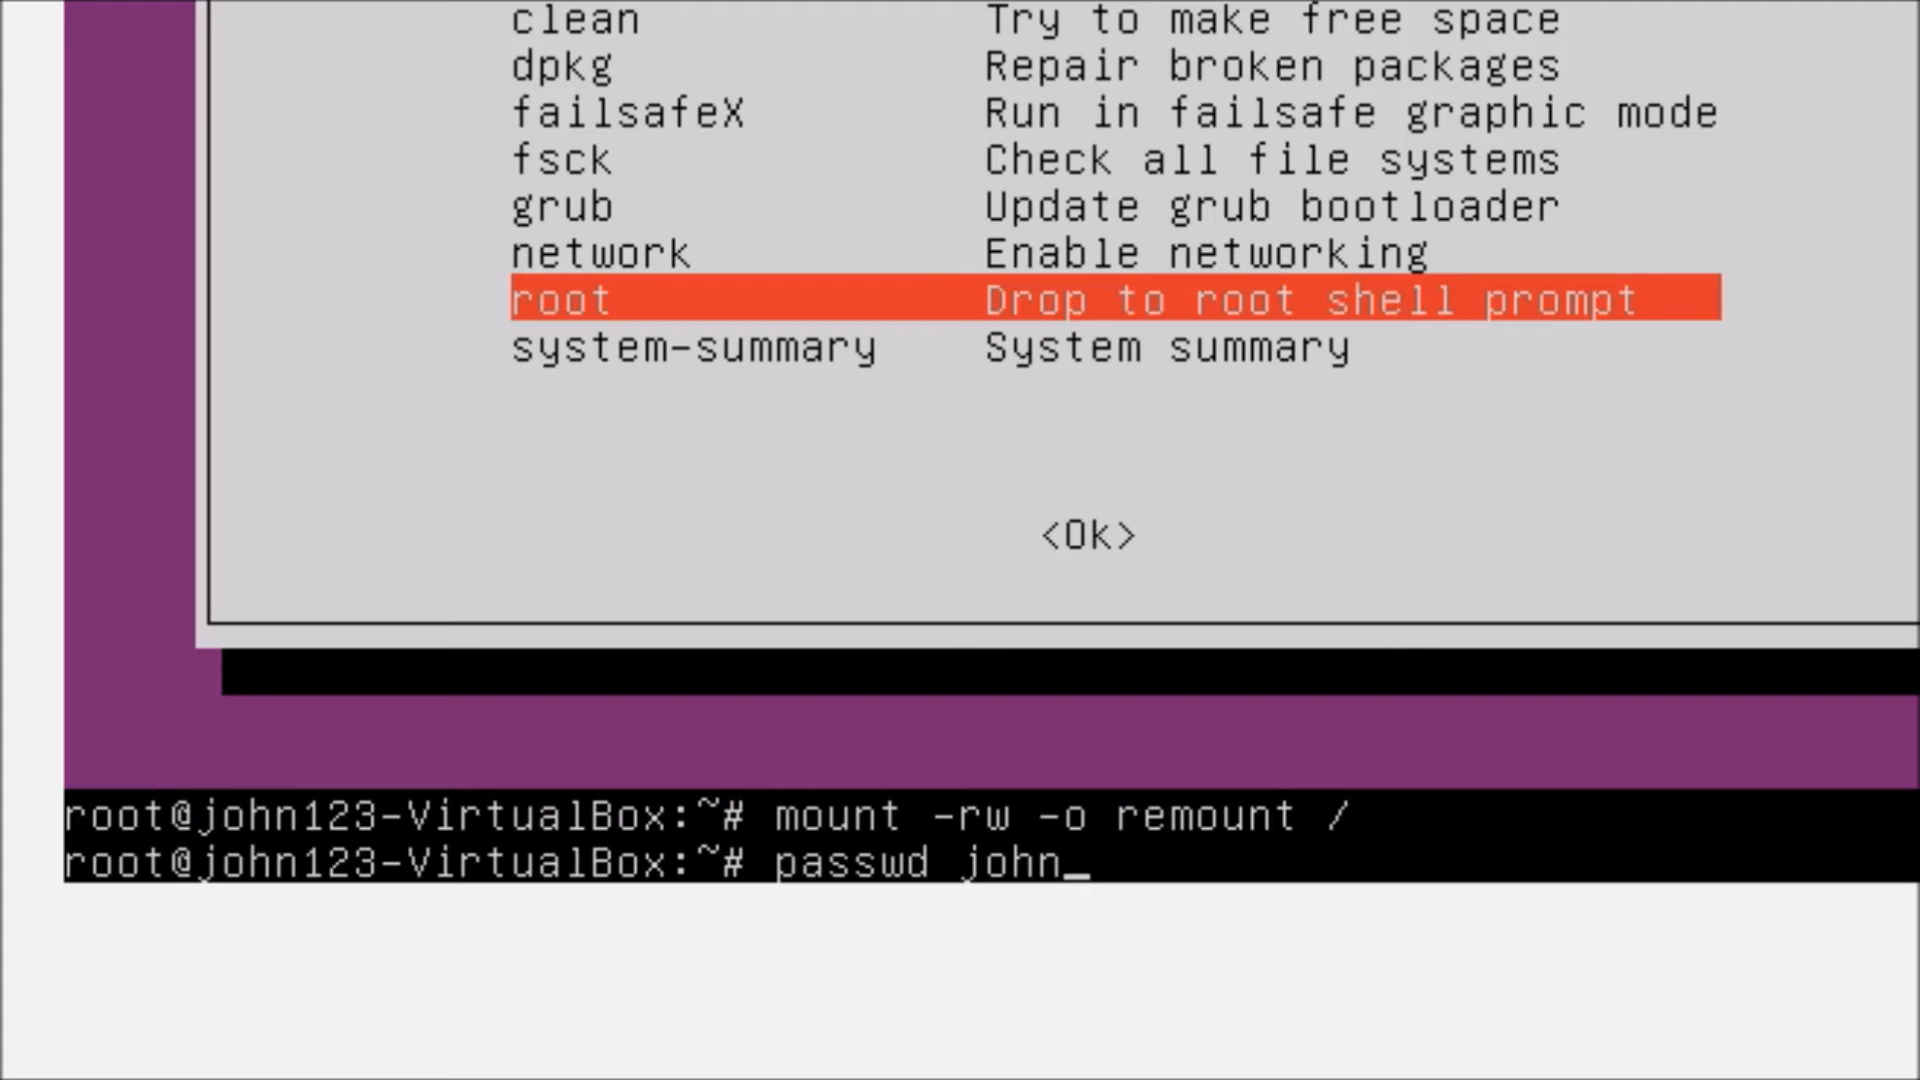 clean Try to make free space
dpkg Repair broken packages
failsafeX Run in failsafe graphic mode
fsck Check all file systems
grub Update grub bootloader
network Enable networking
root Drop to root shell prompt
system-summary System summary
<Ok>
root@john123-VirtualBox:~# mount -rw -o remount /
root@john123-VirtualBox:~# passwd john_